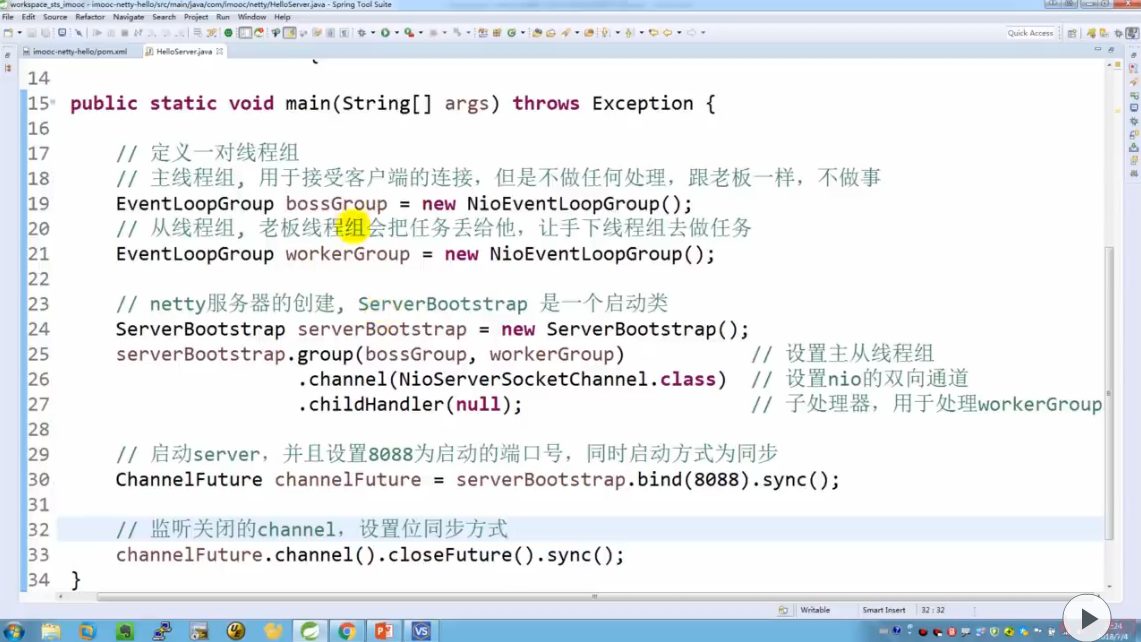 workspace_sts_imooc - imooc-netty-hello/src/main/java/com/imooc/netty/HelloServer.java - Spring Tool Suite
File Edit Source Refactor Navigate Search Project Run Window Help
Quick Access
imooc-netty-hello/pom.xml HelloServer.java
14
15 public static void main(String[] args) throws Exception {
16
17 // 定义一对线程组
18 // 主线程组, 用于接受客户端的连接，但是不做任何处理，跟老板一样，不做事
19 EventLoopGroup bossGroup = new NioEventLoopGroup();
20 // 从线程组, 老板线程组会把任务丢给他，让手下线程组去做任务
21 EventLoopGroup workerGroup = new NioEventLoopGroup();
22
23 // netty服务器的创建, ServerBootstrap 是一个启动类
24 ServerBootstrap serverBootstrap = new ServerBootstrap();
25 serverBootstrap.group(bossGroup, workerGroup) // 设置主从线程组
26 .channel(NioServerSocketChannel.class) // 设置nio的双向通道
27 .childHandler(null); // 子处理器，用于处理workerGroup
28
29 // 启动server，并且设置8088为启动的端口号，同时启动方式为同步
30 ChannelFuture channelFuture = serverBootstrap.bind(8088).sync();
31
32 // 监听关闭的channel，设置位同步方式
33 channelFuture.channel().closeFuture().sync();
34 }
Writable Smart Insert 32 : 32